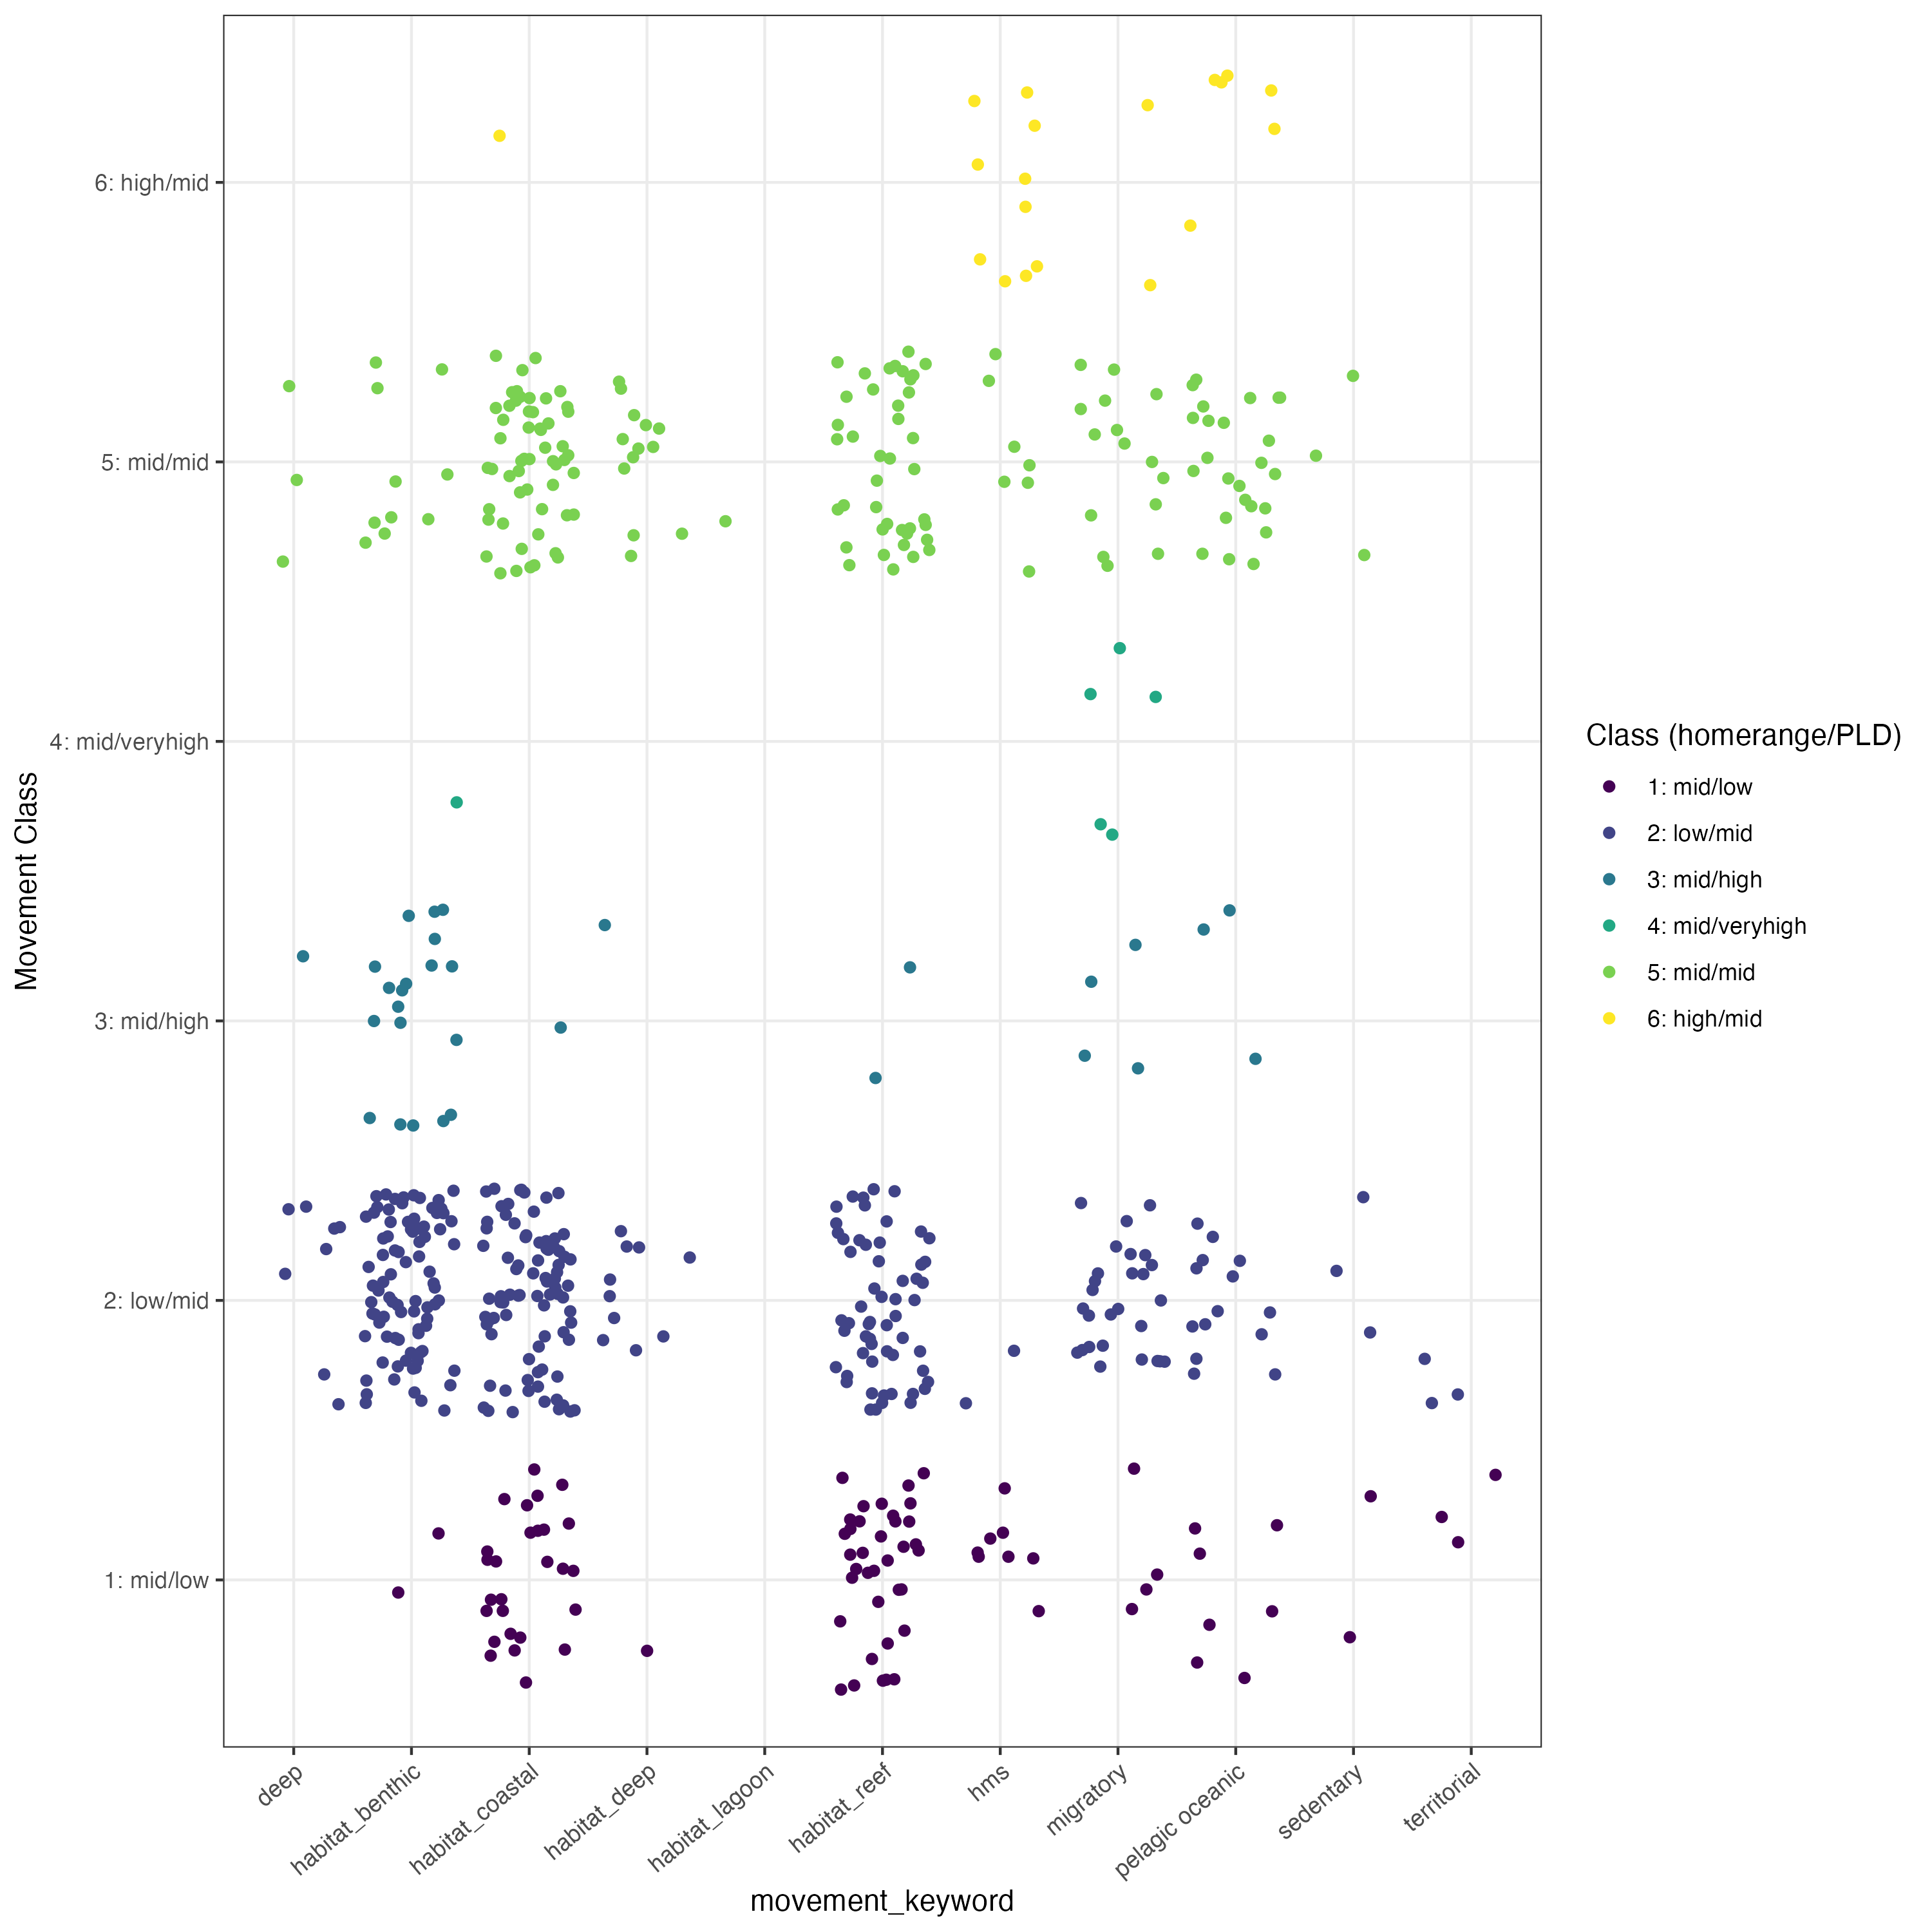 Movement Class
6: high/mid
5: mid/mid
4: mid/veryhigh
3: mid/high
2: low/mid
1: mid/low
deep
habitat_benthic
habitat_coastal
habitat_deep
habitat_lagoon
habitat_reef
hms
migratory
pelagic oceanic
sedentary
territorial
movement_keyword
Class (homerange/PLD)
1: mid/low
2: low/mid
3: mid/high
4: mid/veryhigh
5: mid/mid
6: high/mid